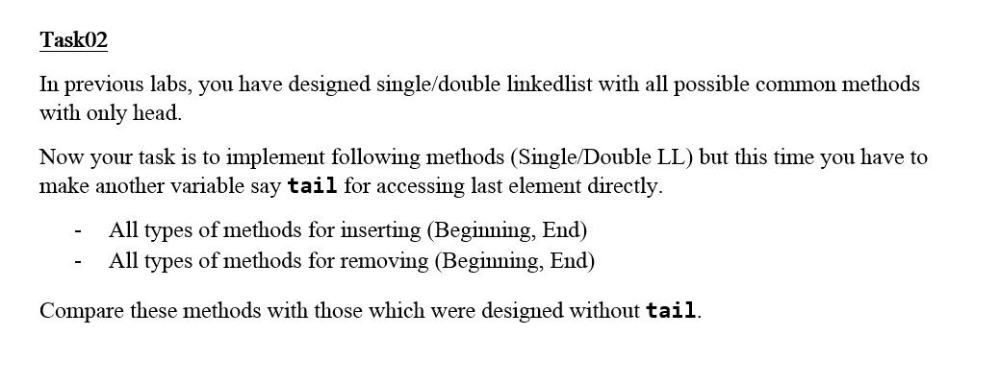 Task02
In previous labs, you have designed single/double linkedlist with all possible common methods
with only head.
Now your task is to implement following methods (Single/Double LL) but this time you have to
make another variable say tail for accessing last element directly.
- All types of methods for inserting (Beginning, End)
- All types of methods for removing (Beginning, End)
Compare these methods with those which were designed without tail.